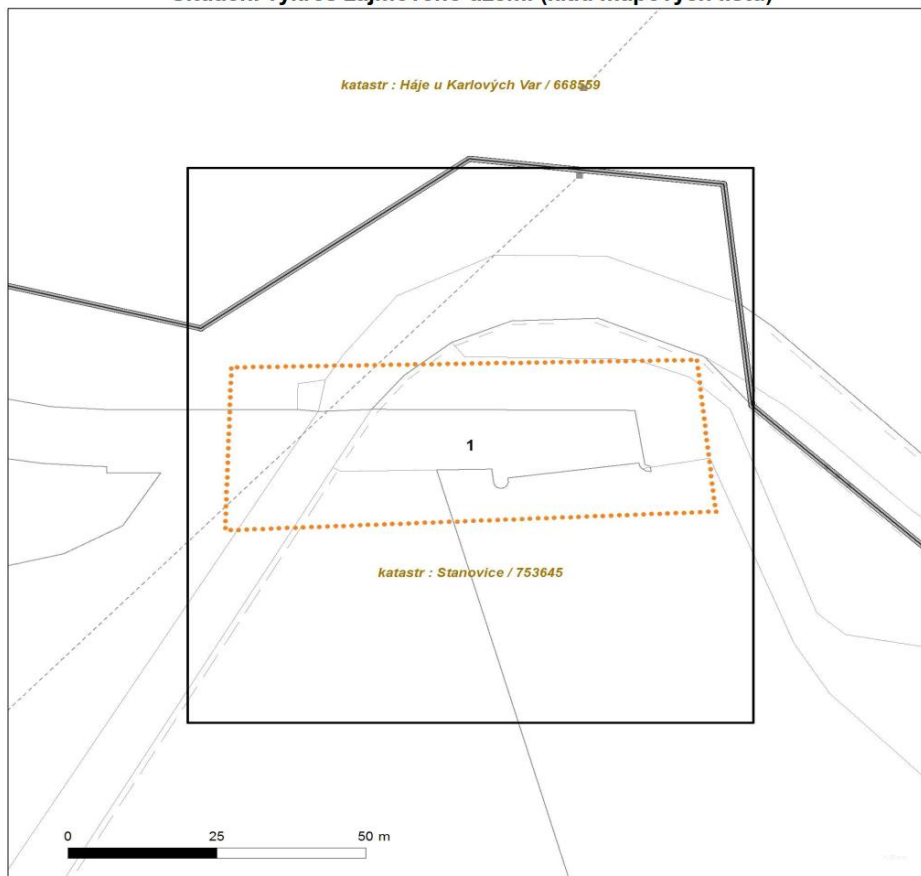 katastr : Háje u Karlových Var / 668559
1
katastr : Stanovice / 753645
0 25 50 m